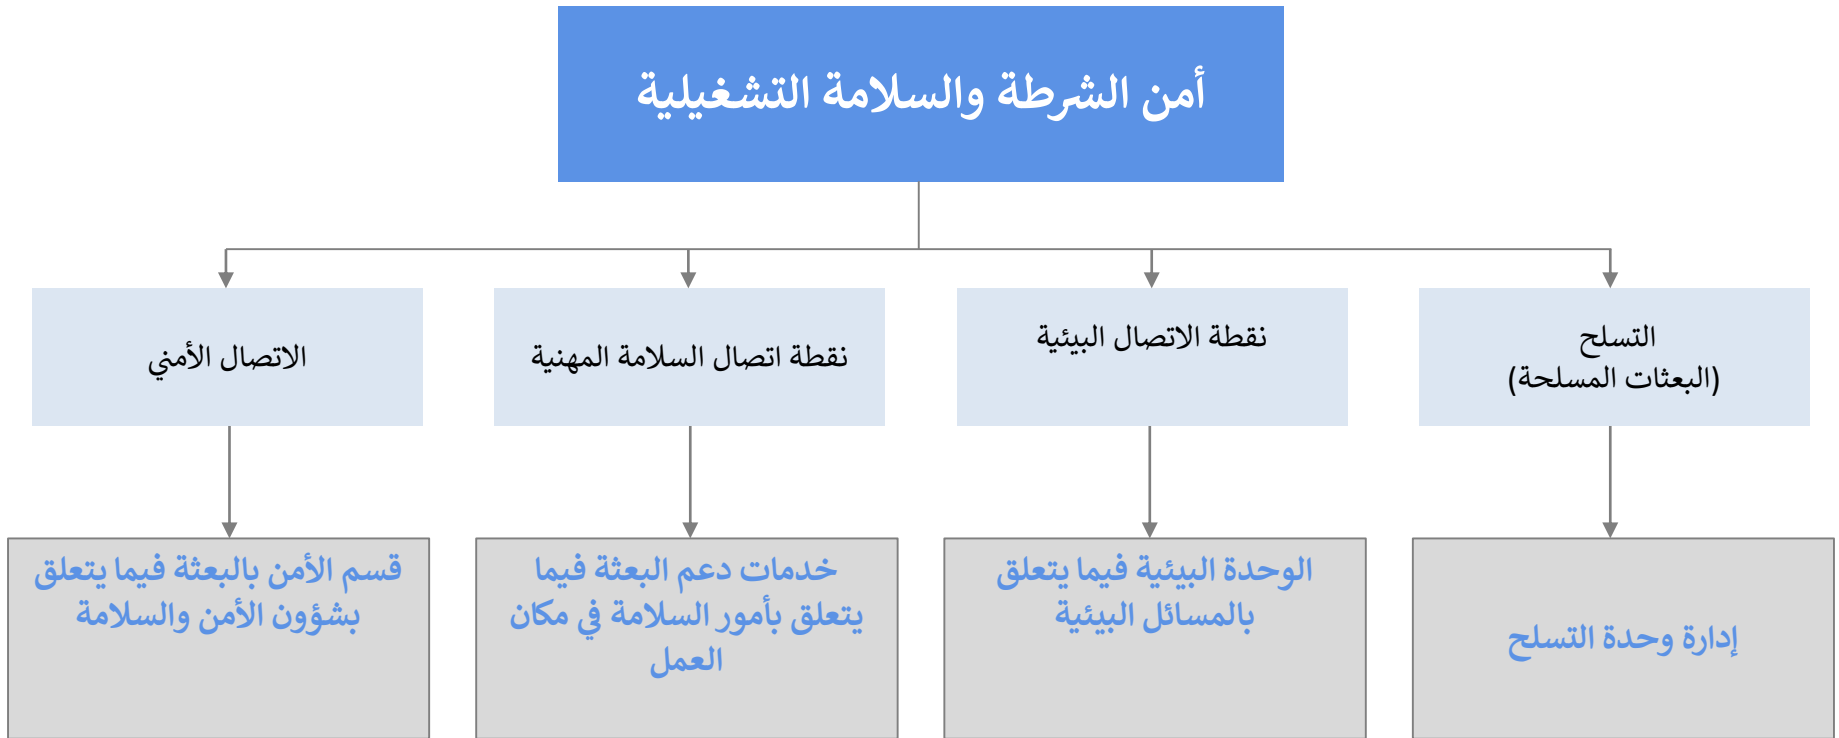 أمن الشرطة والسلامة التشغيلية
التسلح
(البعثات المسلحة)
نقطة الاتصال البيئية
نقطة اتصال السلامة المهنية
الاتصال الأمني
إدارة وحدة التسلح
الوحدة البيئية فيما يتعلق
بالمسائل البيئية
خدمات دعم البعثة فيما
يتعلق بأمور السلامة في مكان
العمل
قسم الأمن بالبعثة فيما يتعلق
بشؤون الأمن والسلامة